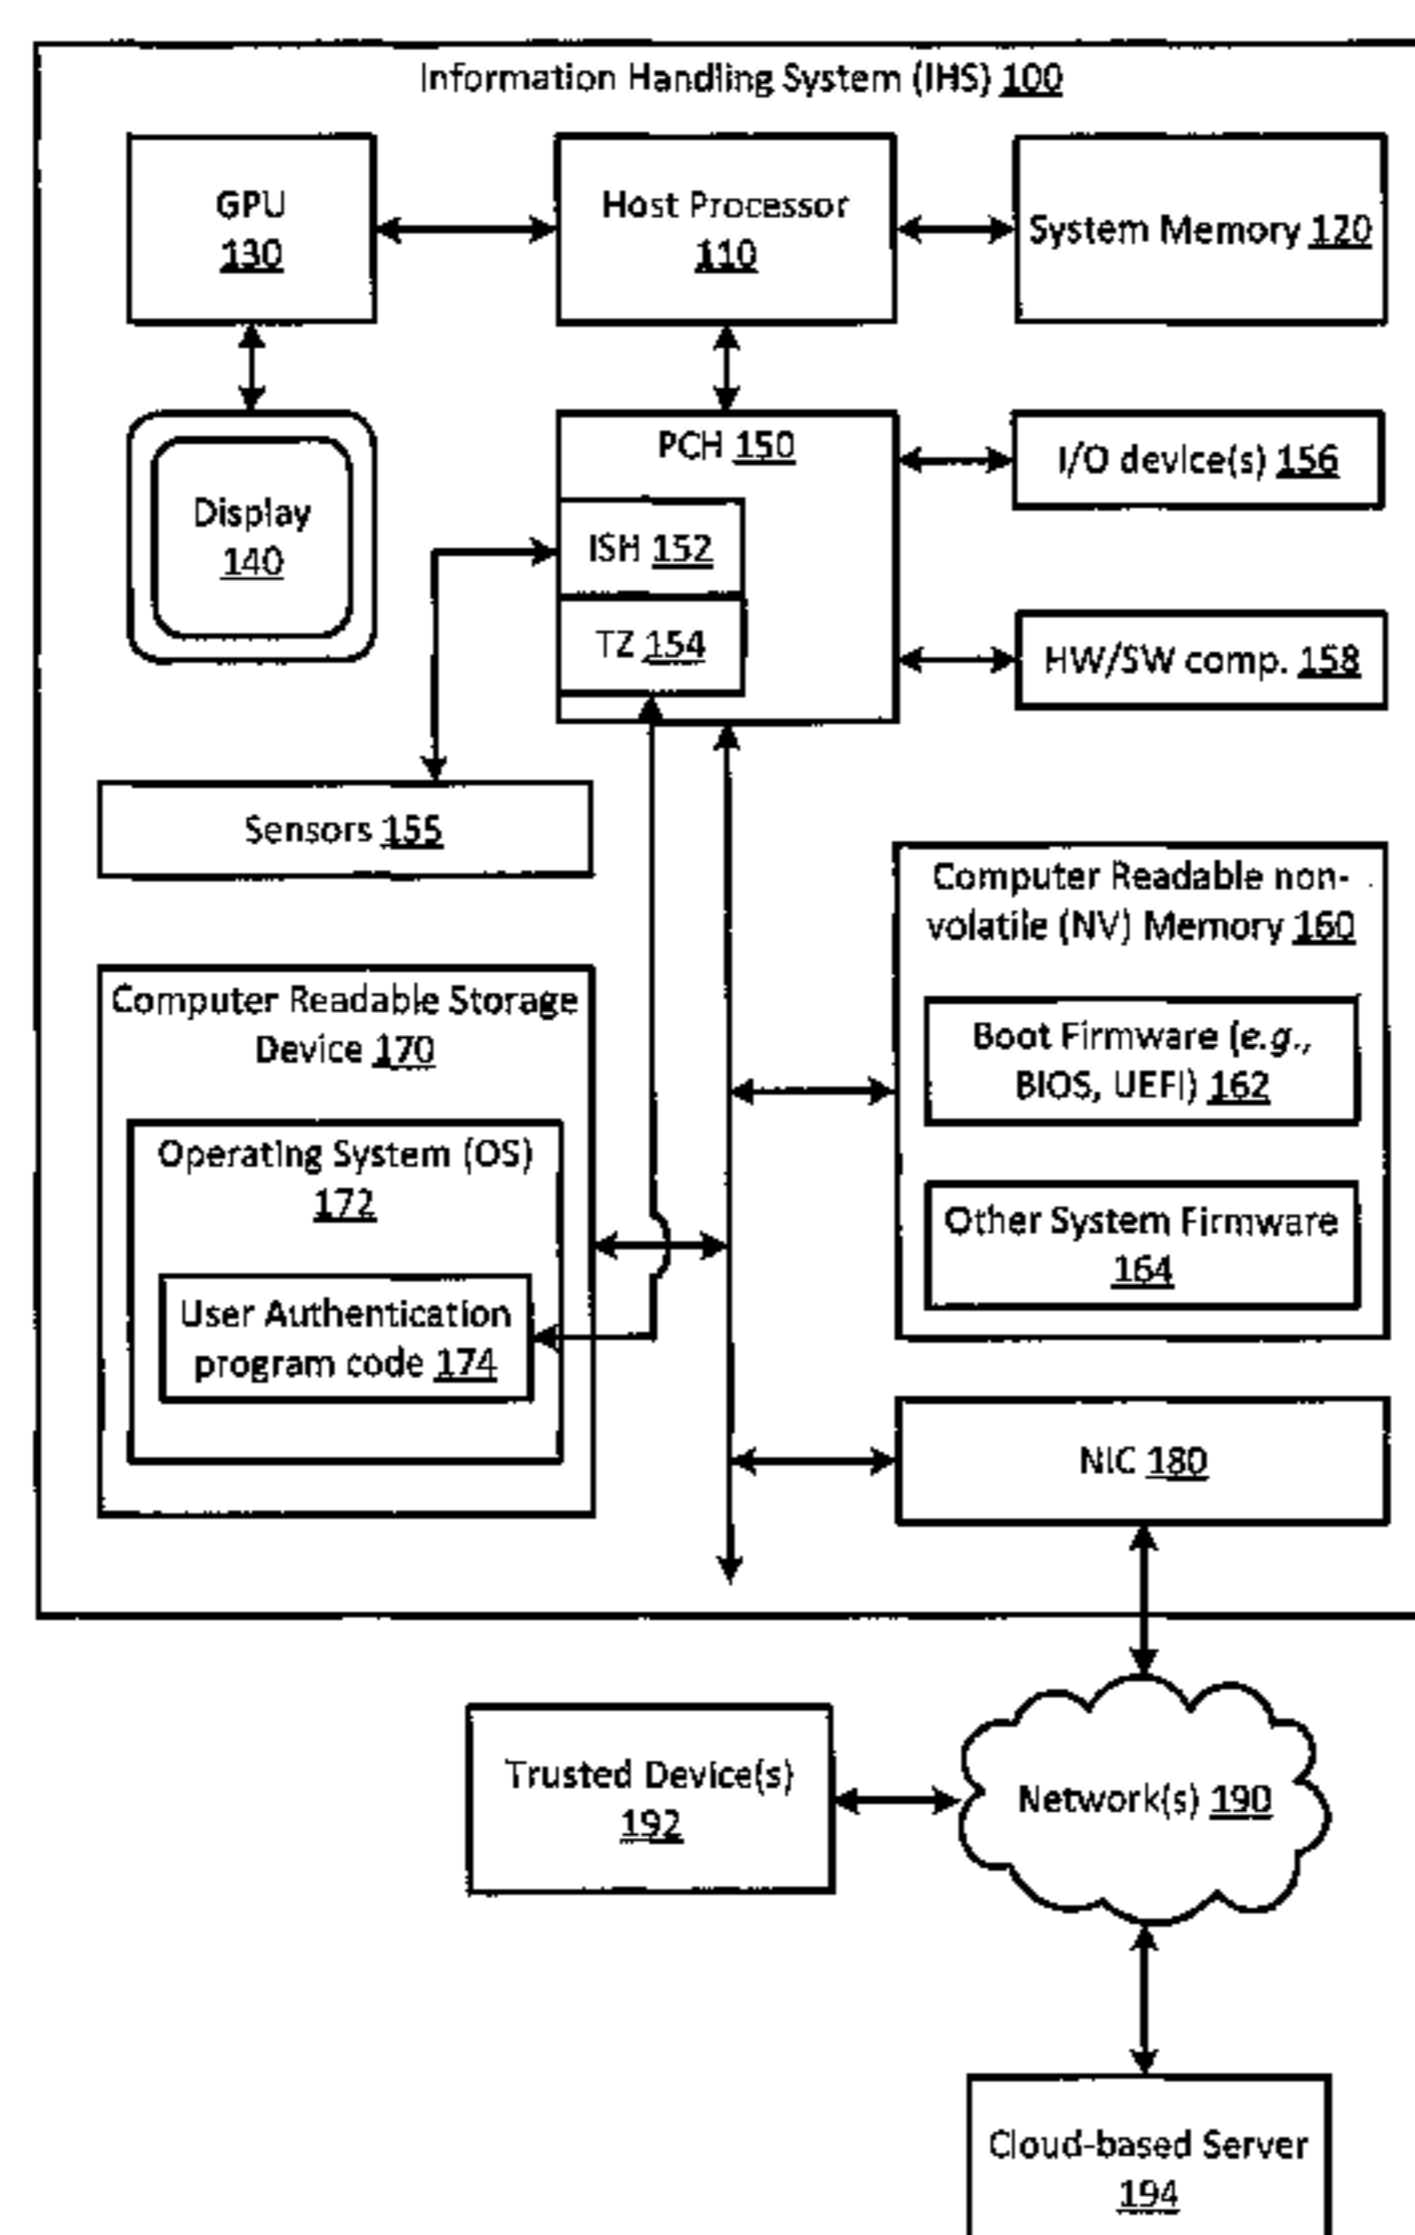 Information Handling System (IHS) 100
GPU
130
Host Processor
110
System Memory 120
Display
140
PCH 150
ISH 152
TZ 154
I/O device(s) 156
HW/SW comp. 158
Sensors 155
Computer Readable non-
volatile (NV) Memory 160
Boot Firmware (e.g.,
BIOS, UEFI) 162
Other System Firmware
164
Computer Readable Storage
Device 170
Operating System (OS)
172
User Authentication
program code 174
NIC 180
Trusted Device(s)
192
Network(s) 190
Cloud-based Server
194